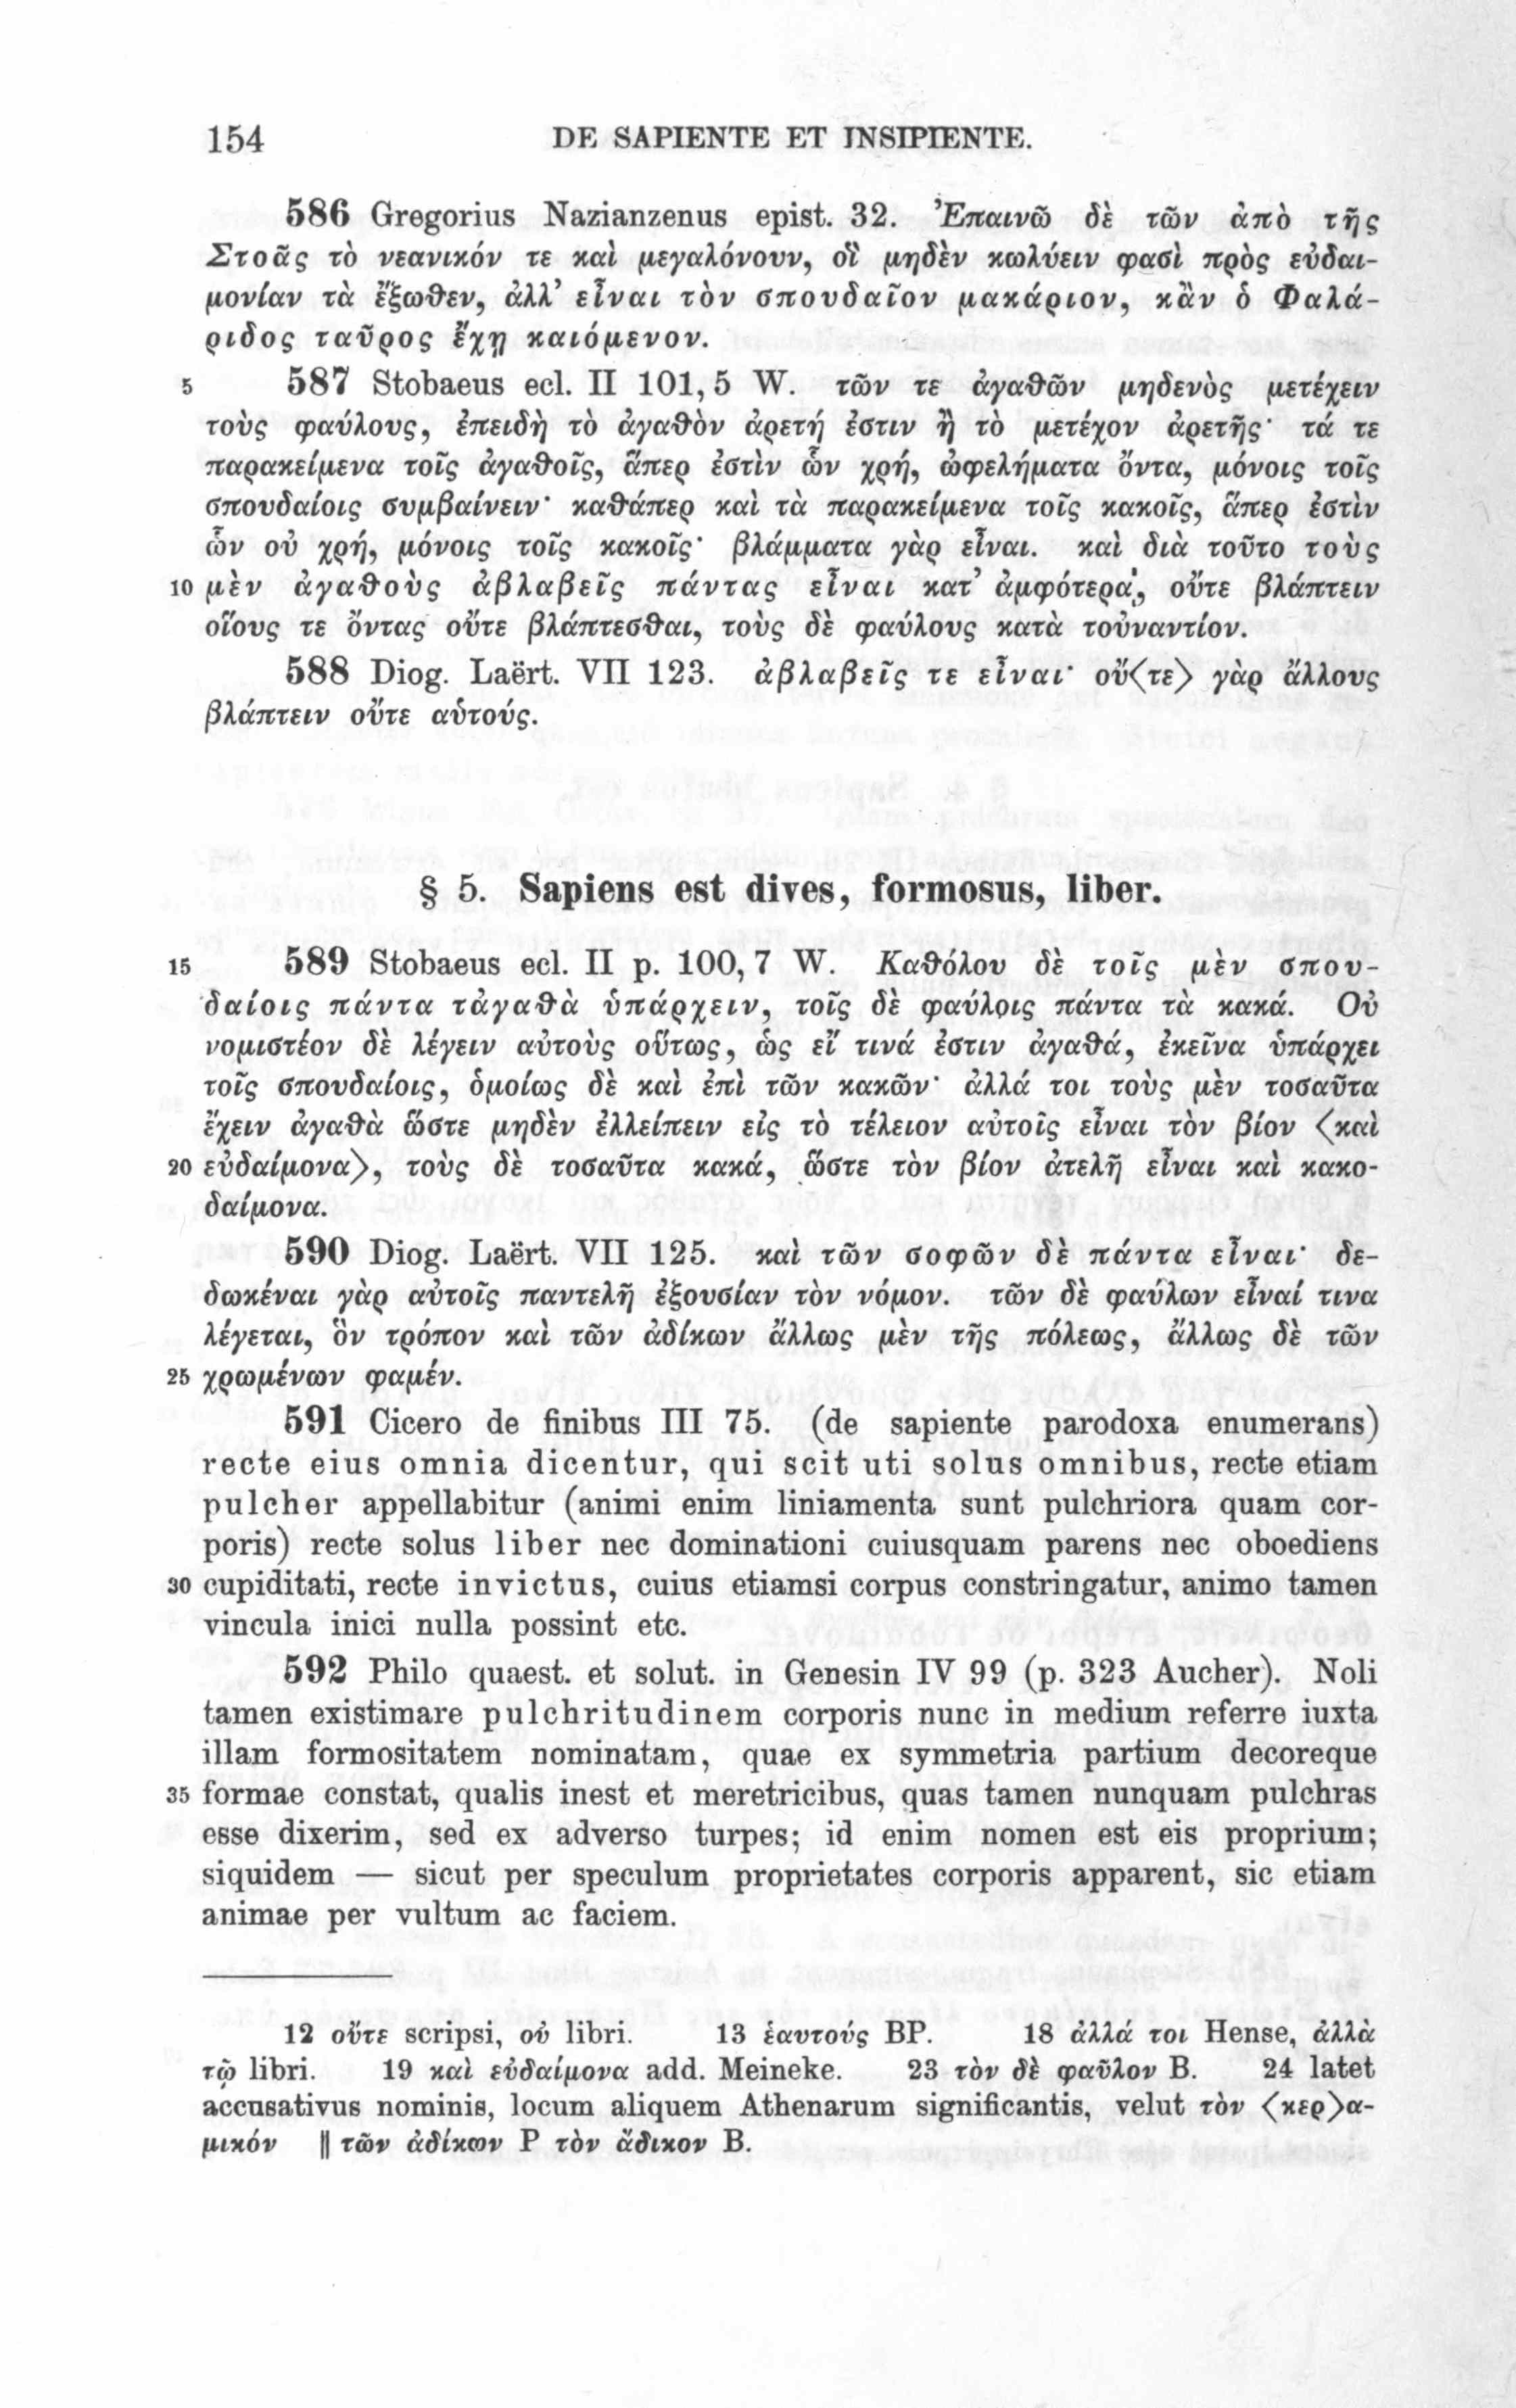 154 DE SAPIENTE ET INSIPIENTE.
586 Gregorius Nazianzenus epist. 32. Ἐπαινῶ δὲ τῶν ἀπὸ τῆς
Στοᾶς τὸ νεανικόν τε καὶ μεγαλόνουν, οἳ μηδὲν κωλύειν φασὶ πρὸς εὐδαι-
μονίαν τὰ ἔξωθεν, ἀλλ’ εἶναι τὸν σπουδαῖον μακάριον, κἂν ὁ Φαλά-
ριδος ταῦρος ἔχῃ καιόμενον.
5 587 Stobaeus ecl. II 101, 5 W. τῶν τε ἀγαθῶν μηδενὸς μετέχειν
τοὺς φαύλους, ἐπειδὴ τὸ ἀγαθὸν ἀρετή ἐστιν ἢ τὸ μετέχον ἀρετῆς· τά τε
παρακείμενα τοῖς ἀγαθοῖς, ἅπερ ἐστὶν ὧν χρή, ὠφελήματα ὄντα, μόνοις τοῖς
σπουδαίοις συμβαίνειν· καθάπερ καὶ τὰ παρακείμενα τοῖς κακοῖς, ἅπερ ἐστὶν
ὧν οὐ χρή, μόνοις τοῖς κακοῖς· βλάμματα γὰρ εἶναι. καὶ διὰ τοῦτο τοὺς
10 μὲν ἀγαθοὺς ἀβλαβεῖς πάντας εἶναι κατ’ ἀμφότερα, οὔτε βλάπτειν
οἵους τε ὄντας οὔτε βλάπτεσθαι, τοὺς δὲ φαύλους κατὰ τοὐναντίον.
588 Diog. Laërt. VII 123. ἀβλαβεῖς τε εἶναι· οὔ⟨τε⟩ γὰρ ἄλλους
βλάπτειν οὔτε αὑτούς.
§ 5. Sapiens est dives, formosus, liber.
15 589 Stobaeus ecl. II p. 100, 7 W. Καθόλου δὲ τοῖς μὲν σπου-
δαίοις πάντα τἀγαθὰ ὑπάρχειν, τοῖς δὲ φαύλοις πάντα τὰ κακά. Οὐ
νομιστέον δὲ λέγειν αὐτοὺς οὕτως, ὡς εἴ τινά ἐστιν ἀγαθά, ἐκεῖνα ὑπάρχει
τοῖς σπουδαίοις, ὁμοίως δὲ καὶ ἐπὶ τῶν κακῶν· ἀλλά τοι τοὺς μὲν τοσαῦτα
ἔχειν ἀγαθὰ ὥστε μηδὲν ἐλλείπειν εἰς τὸ τέλειον αὐτοῖς εἶναι τὸν βίον ⟨καὶ
20 εὐδαίμονα⟩, τοὺς δὲ τοσαῦτα κακά, ὥστε τὸν βίον ἀτελῆ εἶναι καὶ κακο-
δαίμονα.
590 Diog. Laërt. VII 125. καὶ τῶν σοφῶν δὲ πάντα εἶναι· δε-
δωκέναι γὰρ αὐτοῖς παντελῆ ἐξουσίαν τὸν νόμον. τῶν δὲ φαύλων εἶναί τινα
λέγεται, ὃν τρόπον καὶ τῶν ἀδίκων ἄλλως μὲν τῆς πόλεως, ἄλλως δὲ τῶν
25 χρωμένων φαμέν.
591 Cicero de finibus III 75. (de sapiente parodoxa enumerans)
recte eius omnia dicentur, qui scit uti solus omnibus, recte etiam
pulcher appellabitur (animi enim liniamenta sunt pulchriora quam cor-
poris) recte solus liber nec dominationi cuiusquam parens nec oboediens
30 cupiditati, recte invictus, cuius etiamsi corpus constringatur, animo tamen
vincula inici nulla possint etc.
592 Philo quaest. et solut. in Genesin IV 99 (p. 323 Aucher). Noli
tamen existimare pulchritudinem corporis nunc in medium referre iuxta
illam formositatem nominatam, quae ex symmetria partium decoreque
35 formae constat, qualis inest et meretricibus, quas tamen nunquam pulchras
esse dixerim, sed ex adverso turpes; id enim nomen est eis proprium;
siquidem — sicut per speculum proprietates corporis apparent, sic etiam
animae per vultum ac faciem.
12 οὔτε scripsi, οὐ libri. 13 ἑαυτούς BP. 18 ἀλλά τοι Hense, ἀλλὰ
τῷ libri. 19 καὶ εὐδαίμονα add. Meineke. 23 τὸν δὲ φαῦλον B. 24 latet
accusativus nominis, locum aliquem Athenarum significantis, velut τὸν ⟨κερ⟩α-
μικόν ‖ τῶν ἀδίκων P τὸν ἄδικον B.